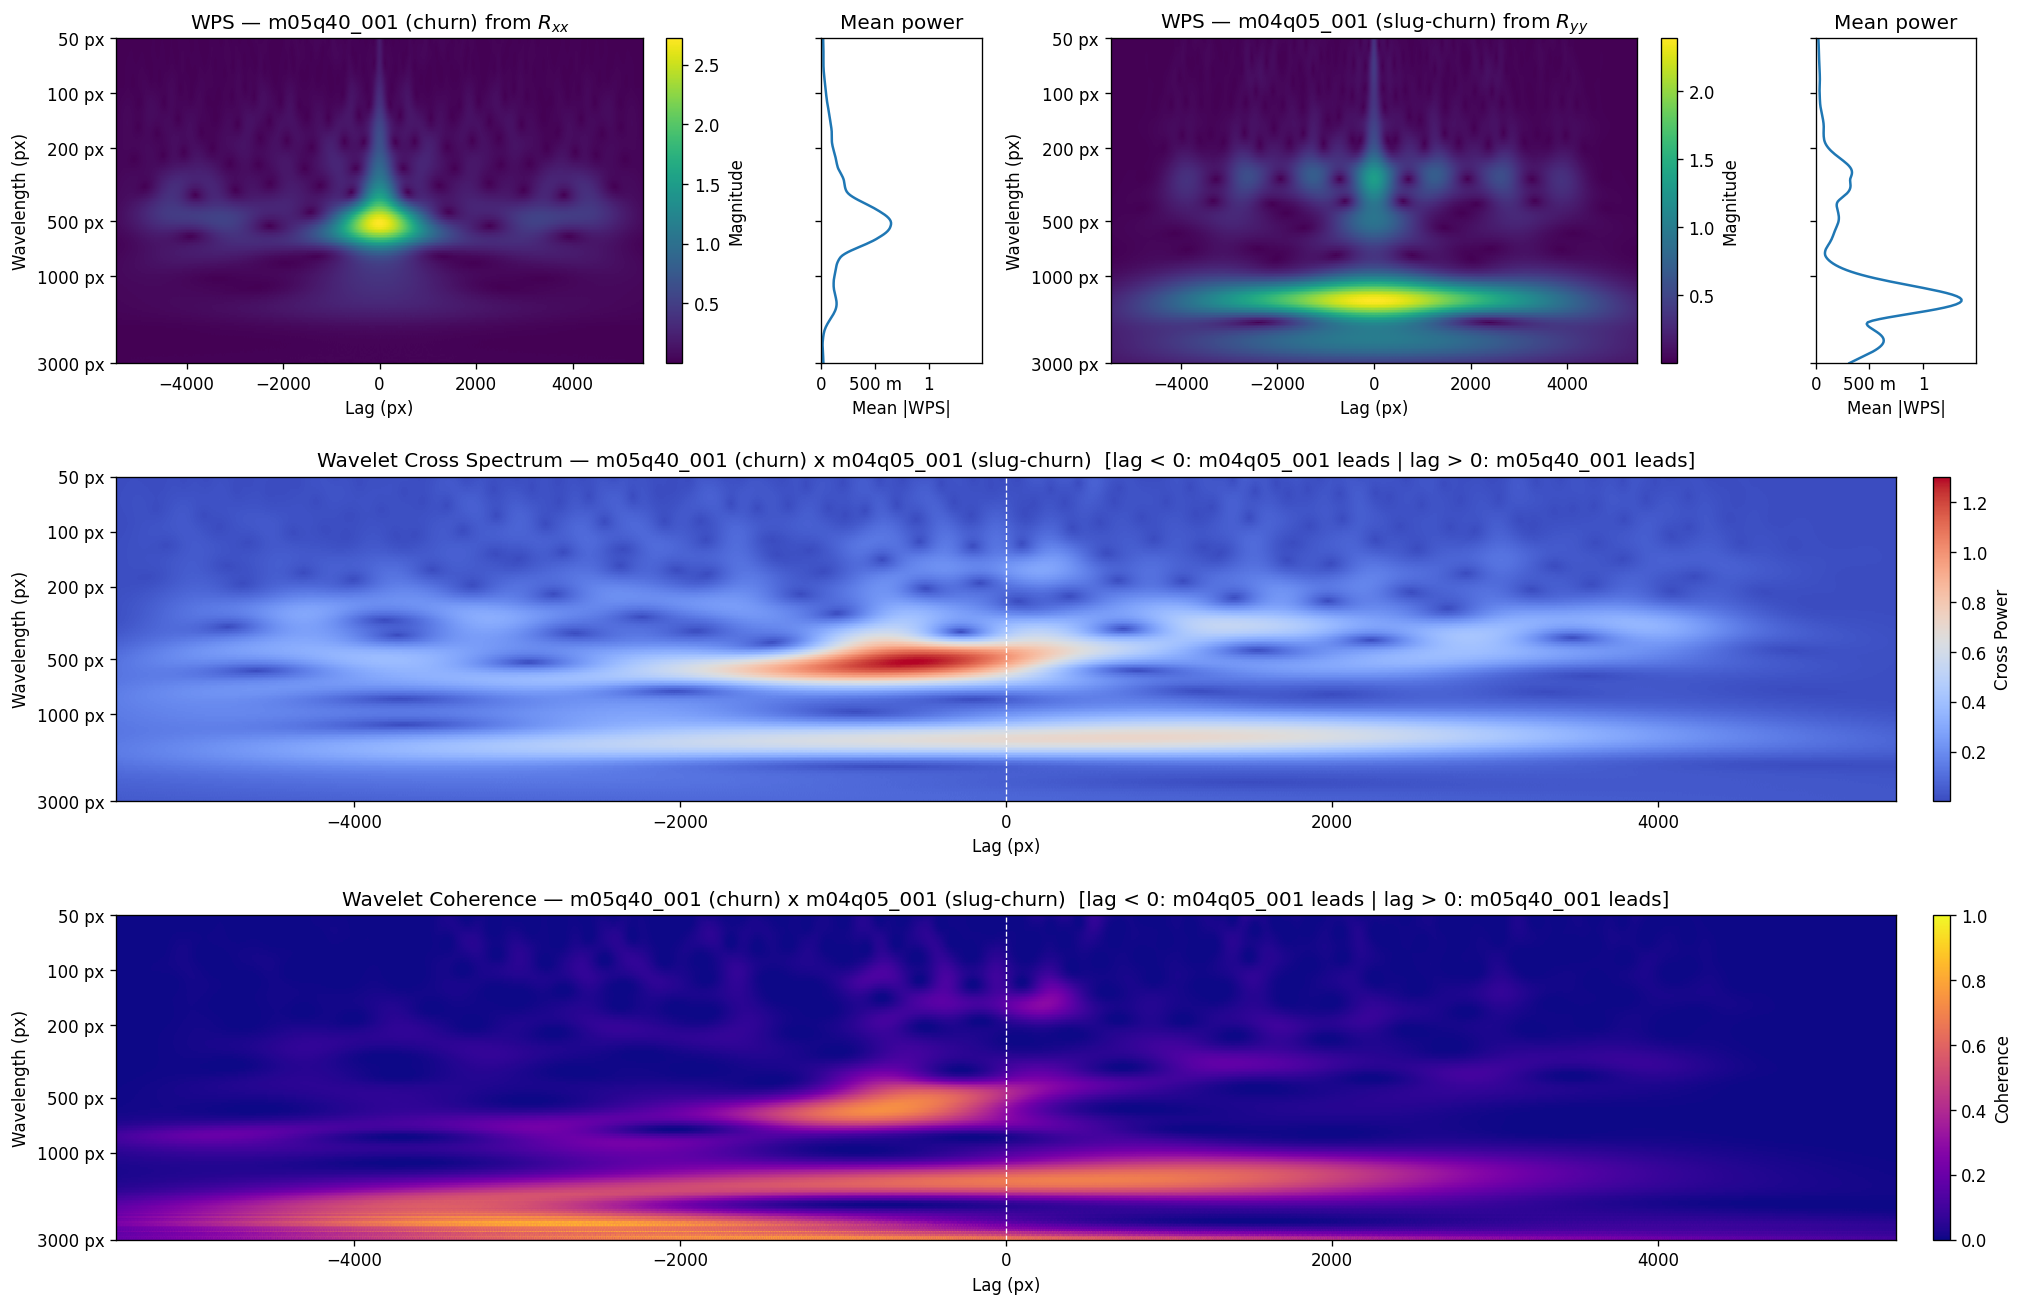 WPS — m05q40_001 (churn) from Rxx
50 px
100 px
200 px
500 px
1000 px
3000 px
Wavelength (px)
−4000 −2000 0 2000 4000
Lag (px)
2.5
2.0
1.5
1.0
0.5
Magnitude
Mean power
0 500 m 1
Mean |WPS|
WPS — m04q05_001 (slug-churn) from Ryy
50 px
100 px
200 px
500 px
1000 px
3000 px
Wavelength (px)
−4000 −2000 0 2000 4000
Lag (px)
2.0
1.5
1.0
0.5
Magnitude
Mean power
0 500 m 1
Mean |WPS|
Wavelet Cross Spectrum — m05q40_001 (churn) x m04q05_001 (slug-churn) [lag < 0: m04q05_001 leads | lag > 0: m05q40_001 leads]
50 px
100 px
200 px
500 px
1000 px
3000 px
Wavelength (px)
−4000 −2000 0 2000 4000
Lag (px)
1.2
1.0
0.8
0.6
0.4
0.2
Cross Power
Wavelet Coherence — m05q40_001 (churn) x m04q05_001 (slug-churn) [lag < 0: m04q05_001 leads | lag > 0: m05q40_001 leads]
50 px
100 px
200 px
500 px
1000 px
3000 px
Wavelength (px)
−4000 −2000 0 2000 4000
Lag (px)
1.0
0.8
0.6
0.4
0.2
0.0
Coherence